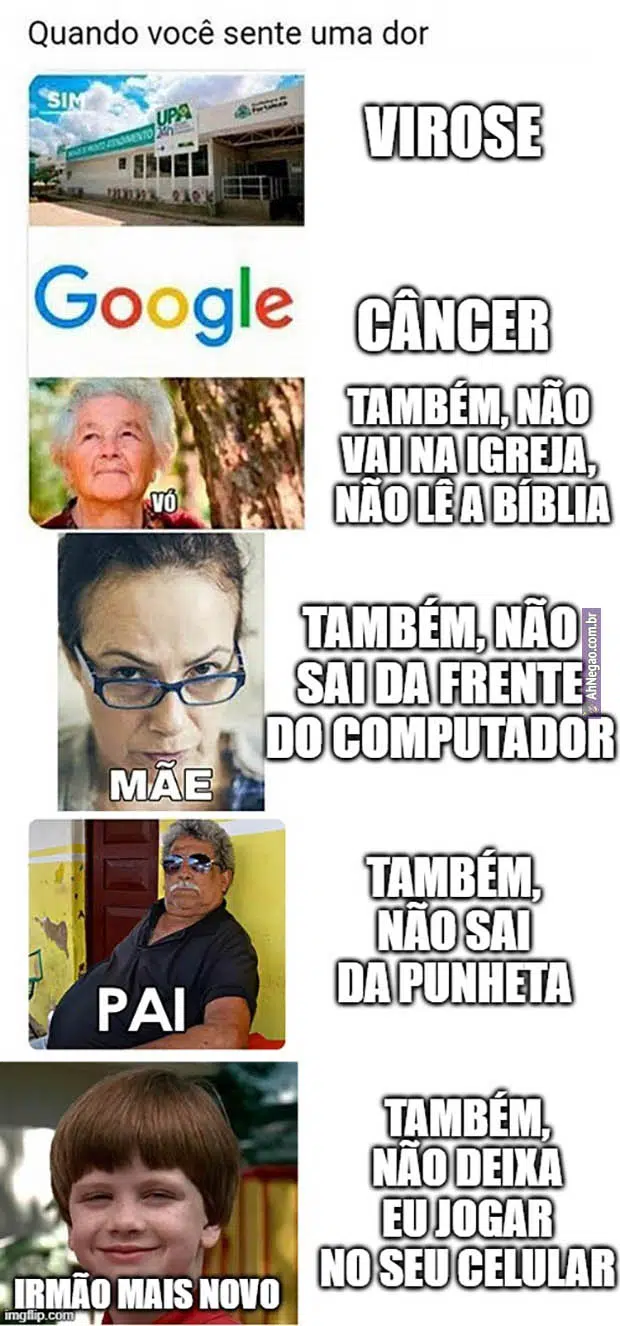 Quando você sente uma dor
SIM
UPA
24h
VIROSE
Google
CÂNCER
VÓ
TAMBÉM, NÃO
VAI NA IGREJA,
NÃO LÊ A BÍBLIA
MÃE
TAMBÉM, NÃO
SAI DA FRENTE
DO COMPUTADOR
AhNegao.com.br
PAI
TAMBÉM,
NÃO SAI
DA PUNHETA
IRMÃO MAIS NOVO
TAMBÉM,
NÃO DEIXA
EU JOGAR
NO SEU CELULAR
imgflip.com